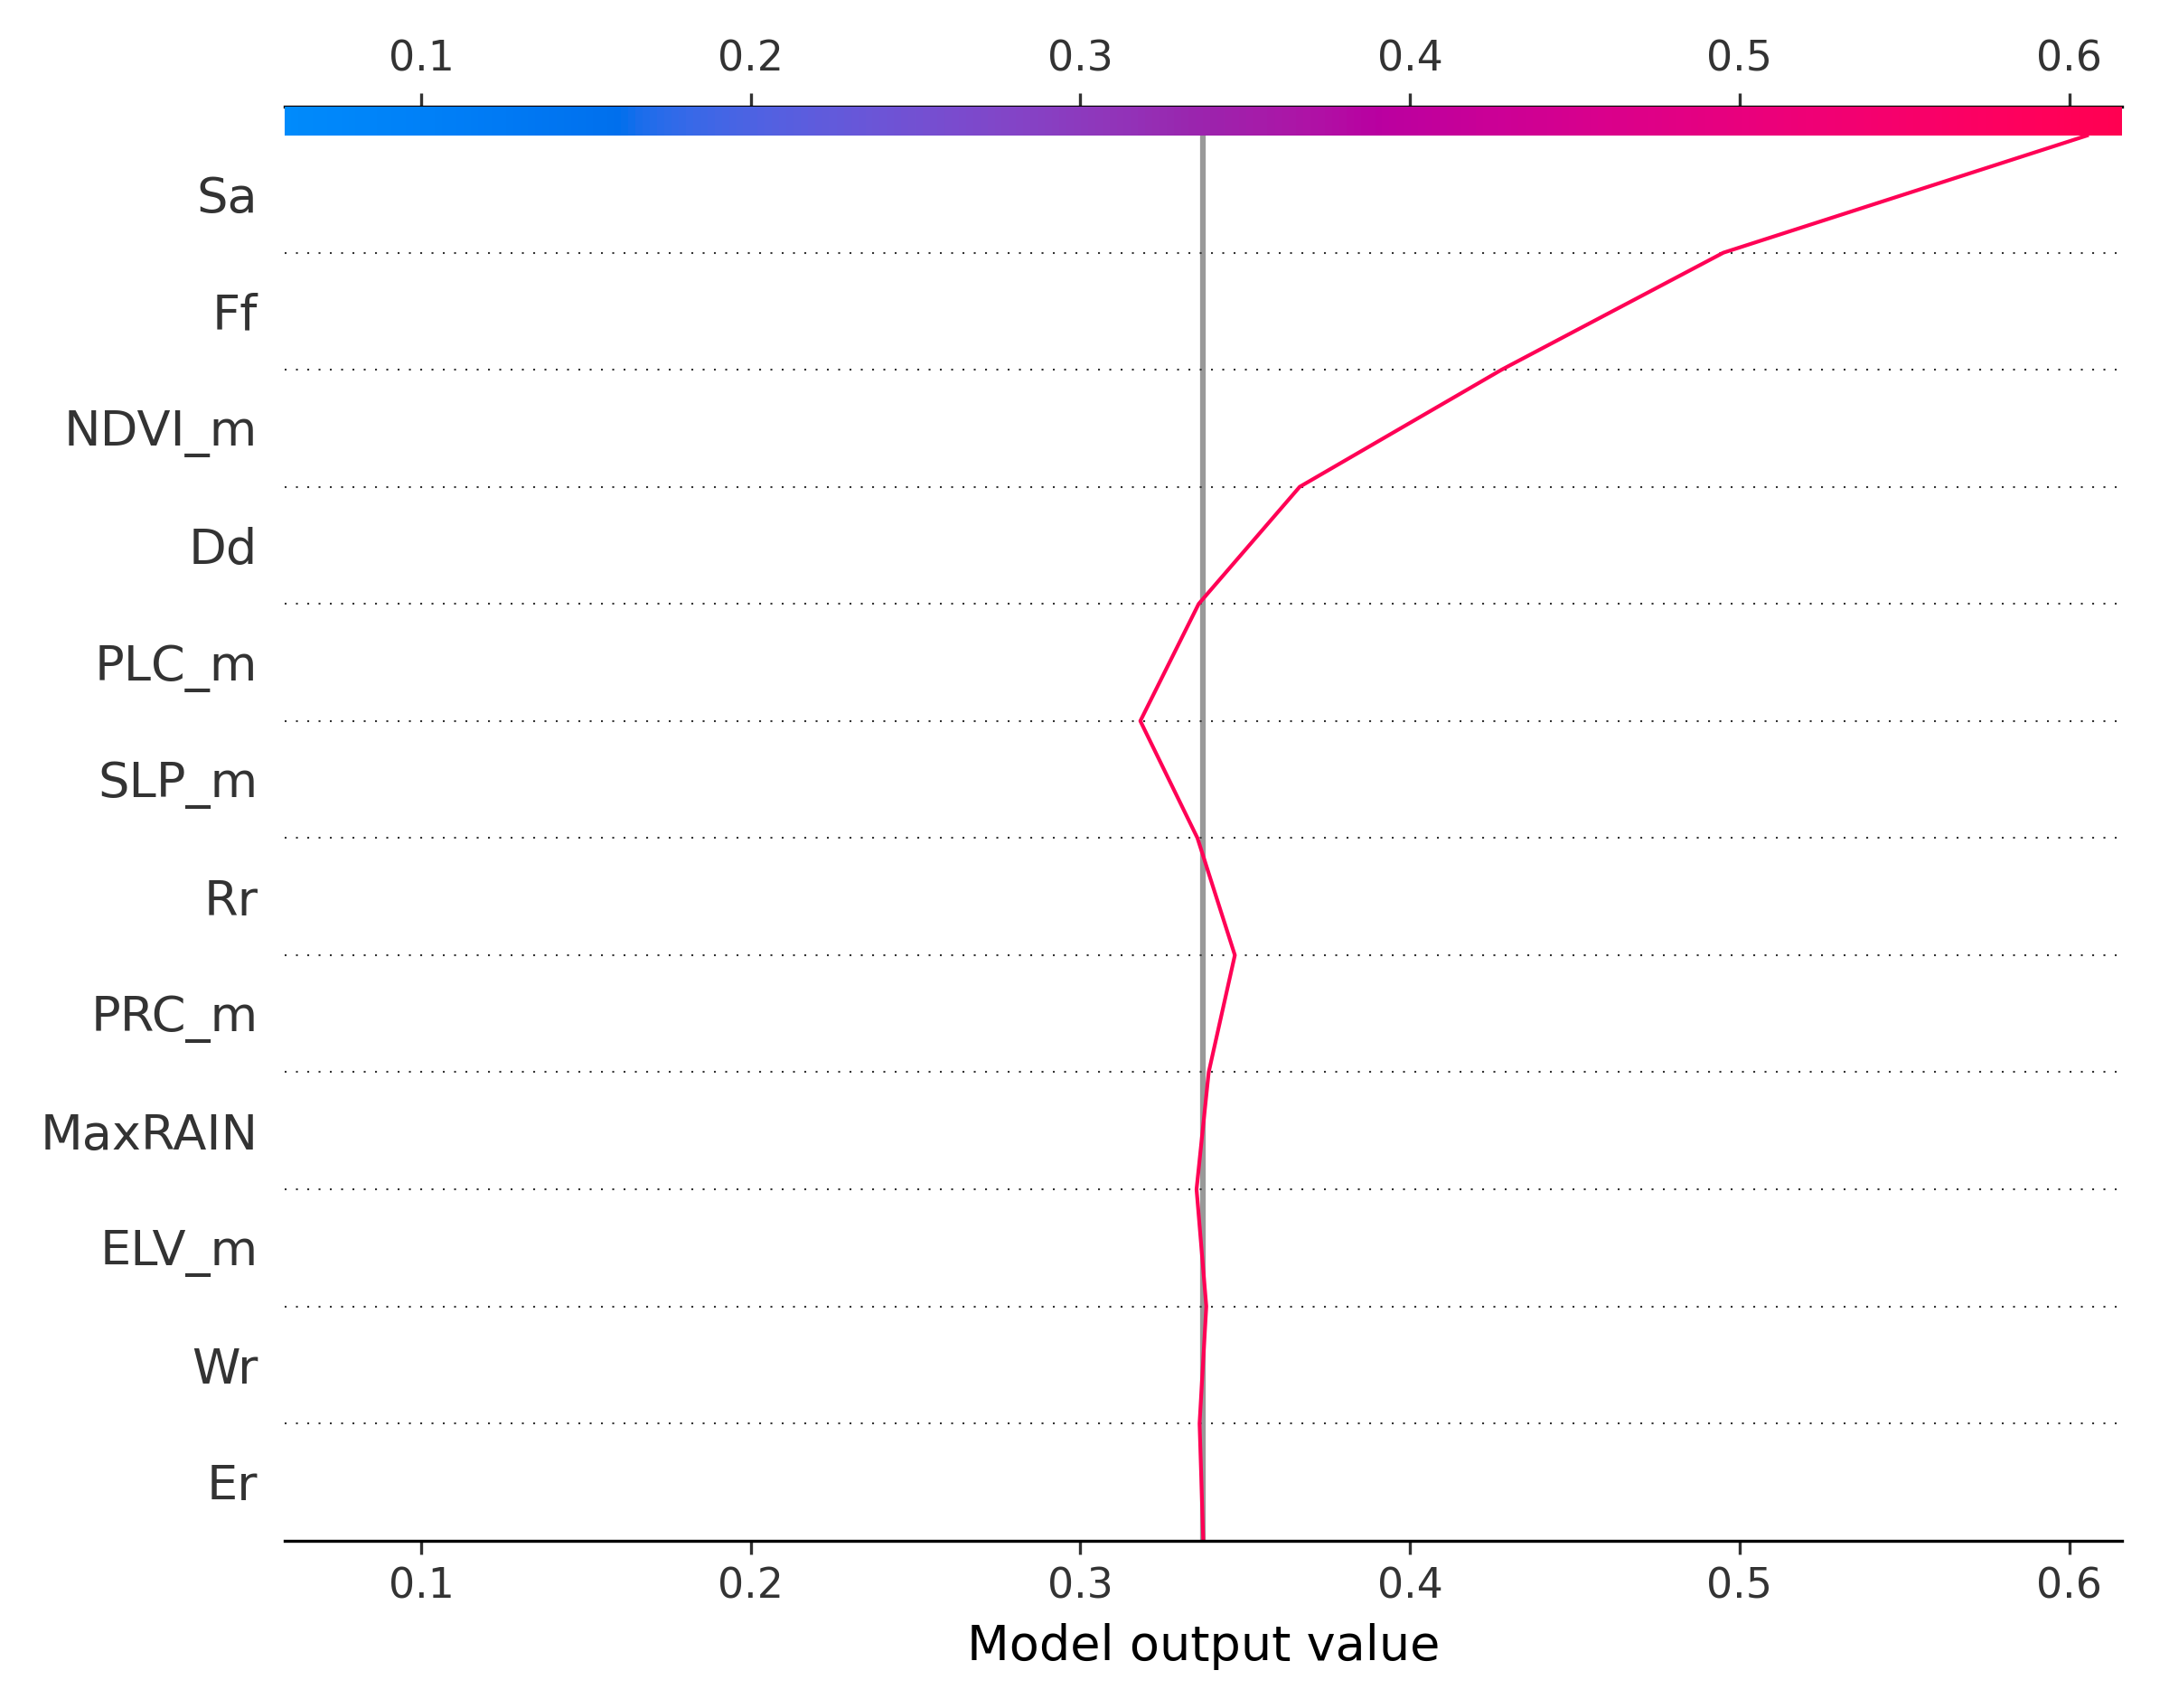 0.1 0.2 0.3 0.4 0.5 0.6
Sa
Ff
NDVI_m
Dd
PLC_m
SLP_m
Rr
PRC_m
MaxRAIN
ELV_m
Wr
Er
0.1 0.2 0.3 0.4 0.5 0.6
Model output value